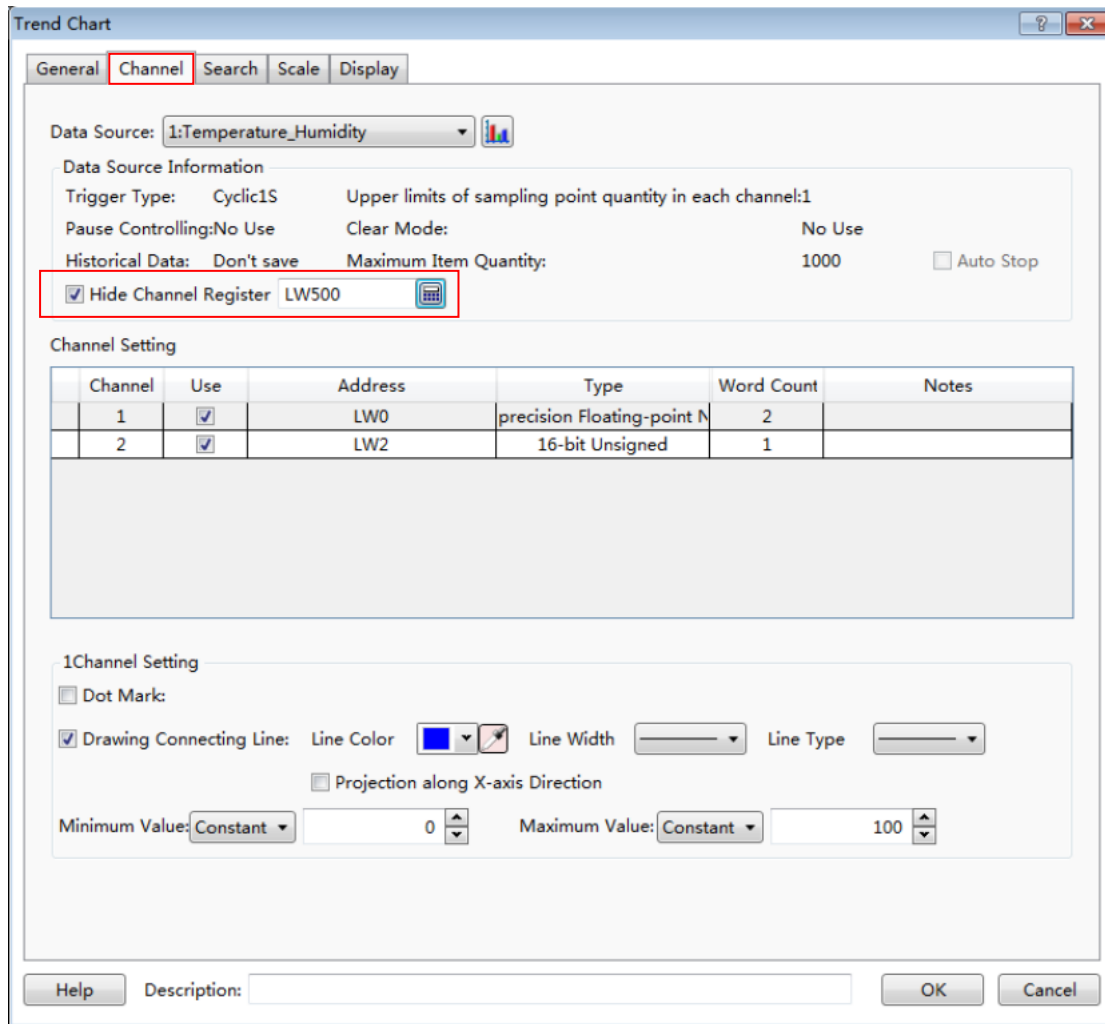 Trend Chart
General Channel Search Scale Display
Data Source: 1:Temperature_Humidity
Data Source Information
Trigger Type: Cyclic1S Upper limits of sampling point quantity in each channel:1
Pause Controlling:No Use Clear Mode: No Use
Historical Data: Don't save Maximum Item Quantity: 1000 Auto Stop
Hide Channel Register LW500
Channel Setting
Channel Use Address Type Word Count Notes
1 LW0 precision Floating-point N 2
2 LW2 16-bit Unsigned 1
1Channel Setting
Dot Mark:
Drawing Connecting Line: Line Color Line Width Line Type
Projection along X-axis Direction
Minimum Value: Constant 0 Maximum Value: Constant 100
Help Description: OK Cancel